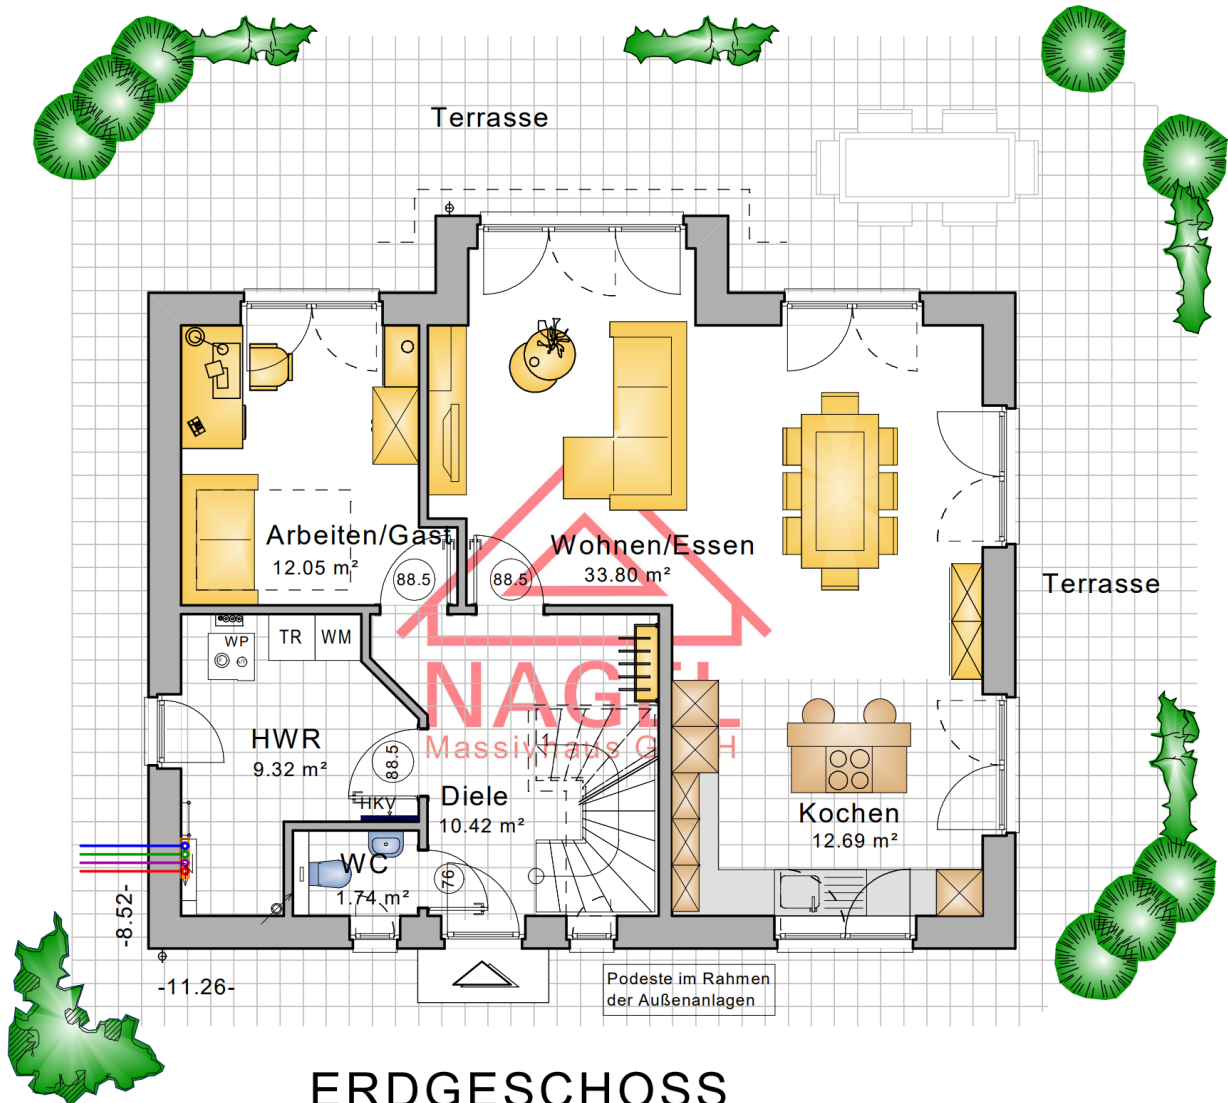 Terrasse
Arbeiten/Gast
12.05 m²
Wohnen/Essen
33.80 m²
88.5
88.5
Terrasse
WP
TR
WM
NAGEL
Massivhaus GmbH
HWR
9.32 m²
88.5
HKV
Diele
10.42 m²
Kochen
12.69 m²
WC
1.74 m²
76
-8.52-
-11.26-
Podeste im Rahmen
der Außenanlagen
ERDGESCHOSS